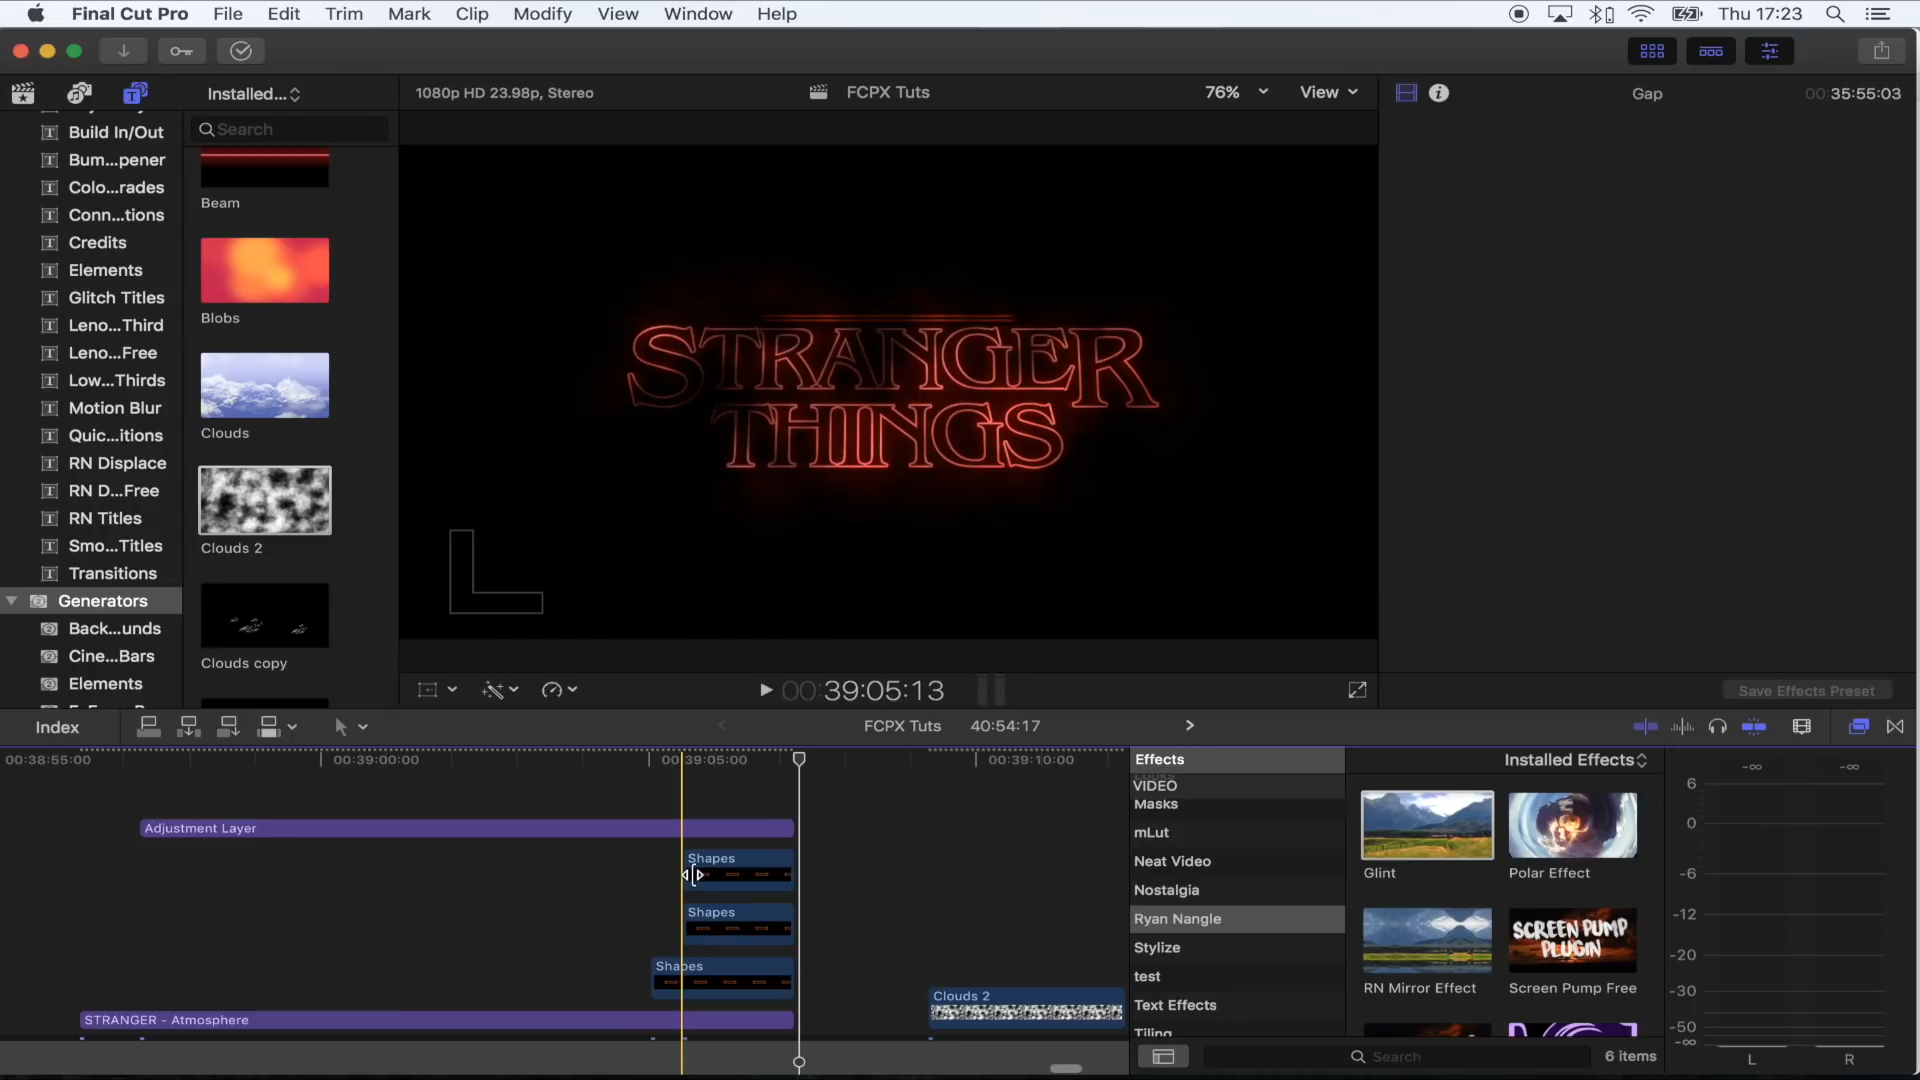 Final Cut Pro File Edit Trim Mark Clip Modify View Window Help Thu 17:23
Installed... 1080p HD 23.98p, Stereo FCPX Tuts 76% View Gap 00:35:55:03
Search
Build In/Out
Bum...pener
Colo...rades
Conn...tions
Credits
Elements
Glitch Titles
Leno...Third
Leno...Free
Low...Thirds
Motion Blur
Quic...itions
RN Displace
RN D...Free
RN Titles
Smo...Titles
Transitions
Generators
Back...unds
Cine...Bars
Elements
Beam
Blobs
Clouds
Clouds 2
Clouds copy
STRANGER
THINGS
00:39:05:13
Save Effects Preset
Index FCPX Tuts 40:54:17
00:38:55:00 00:39:00:00 00:39:05:00 00:39:10:00
Adjustment Layer
Shapes
Shapes
Shapes
Clouds 2
STRANGER - Atmosphere
Effects
VIDEO
Masks
mLut
Neat Video
Nostalgia
Ryan Nangle
Stylize
test
Text Effects
Tiling
Installed Effects
Glint
Polar Effect
SCREEN PUMP
PLUGIN
RN Mirror Effect
Screen Pump Free
Search
6 items
-∞ -∞
6
0
-6
-12
-20
-30
-50
-∞
L R